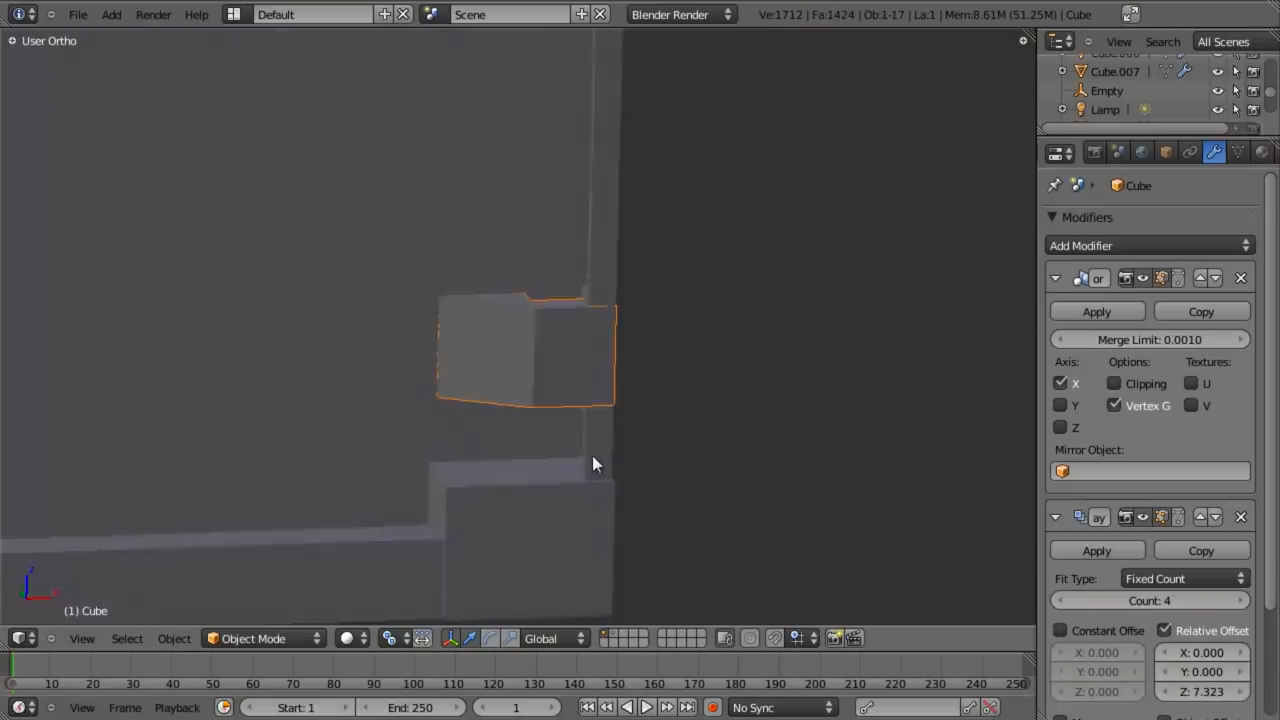 File Add Render Help Default Scene Blender Render Ve:1712 | Fa:1424 | Ob:1-17 | La:1 | Mem:8.61M (51.25M) | Cube
User Ortho
View Search All Scenes
Cube.007
Empty
Lamp
Cube
Modifiers
Add Modifier
or
Apply Copy
Merge Limit: 0.0010
Axis: Options: Textures:
X Clipping U
Y Vertex G V
Z
Mirror Object:
ay
Apply Copy
Fit Type: Fixed Count
Count: 4
Constant Offse Relative Offset
X: 0.000 X: 0.000
Y: 0.000 Y: 0.000
Z: 0.000 Z: 7.323
z
(1) Cube
View Select Object Object Mode Global
10 20 30 40 50 60 70 80 90 100 110 120 130 140 150 160 170 180 190 200 210 220 230 240 250
View Frame Playback Start: 1 End: 250 1 No Sync